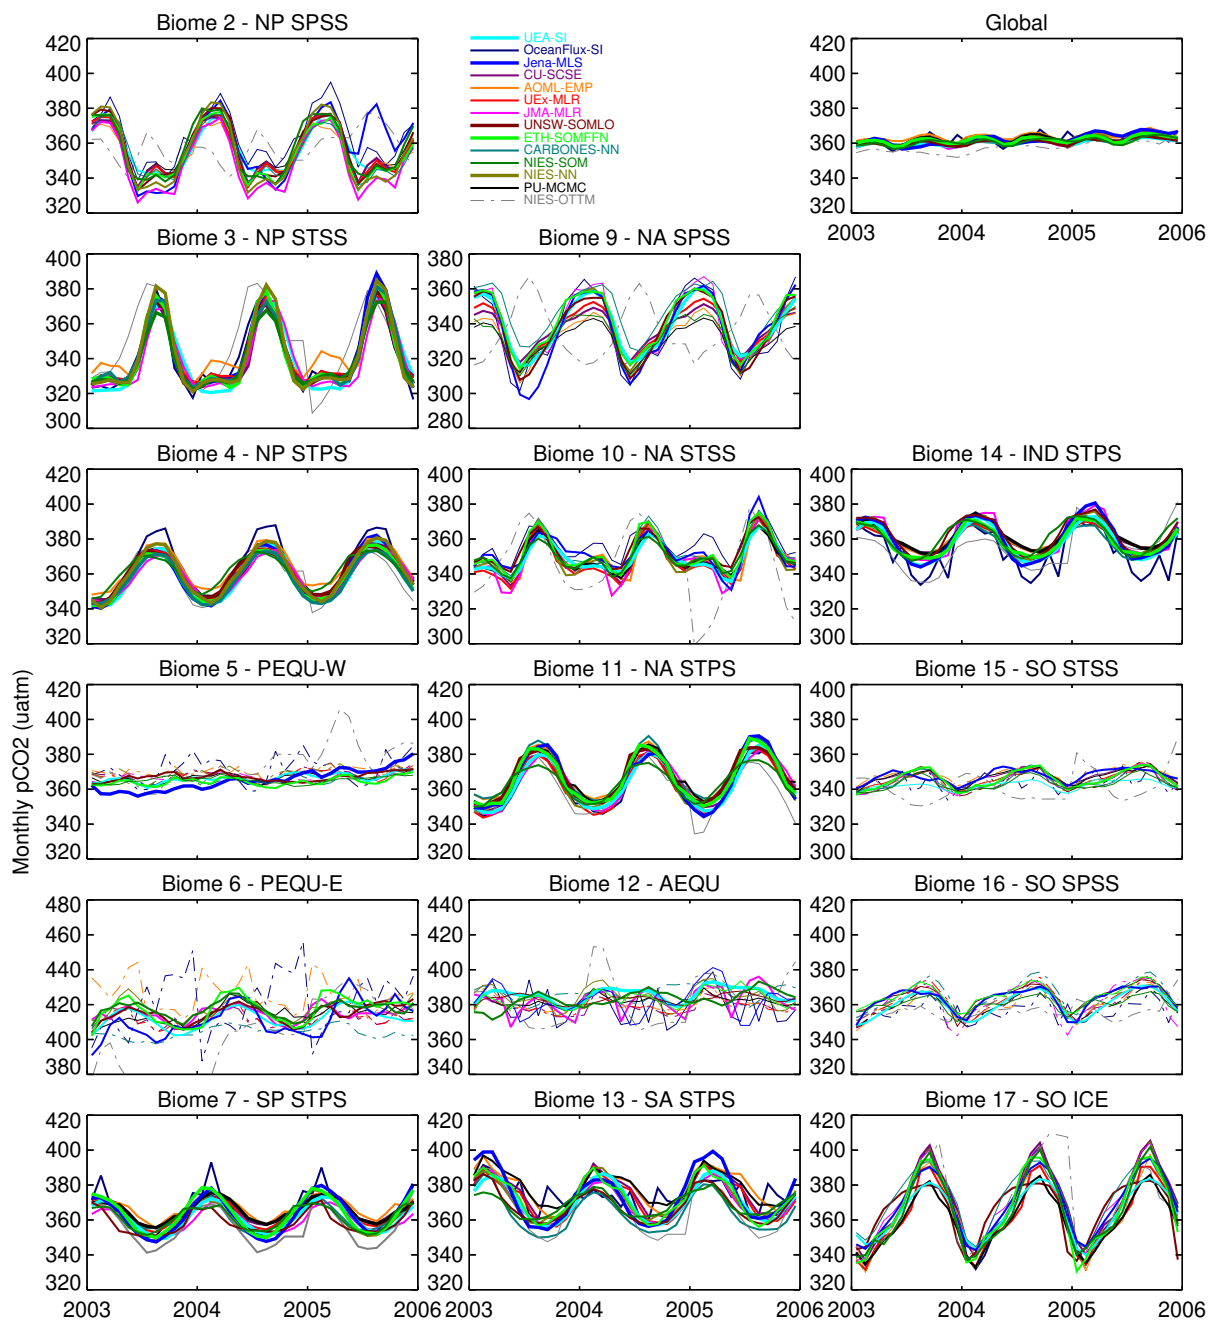 Biome 2 - NP SPSS
420
400
380
360
340
320
UEA-SI
OceanFlux-SI
Jena-MLS
CU-SCSE
AOML-EMP
UEx-MLR
JMA-MLR
UNSW-SOMLO
ETH-SOMFFN
CARBONES-NN
NIES-SOM
NIES-NN
PU-MCMC
NIES-OTTM
Global
420
400
380
360
340
320
2003 2004 2005 2006
Biome 3 - NP STSS
400
380
360
340
320
300
Biome 9 - NA SPSS
380
360
340
320
300
280
Biome 4 - NP STPS
420
400
380
360
340
320
Biome 10 - NA STSS
400
380
360
340
320
300
Biome 14 - IND STPS
400
380
360
340
320
300
Monthly pCO2 (uatm)
Biome 5 - PEQU-W
420
400
380
360
340
320
Biome 11 - NA STPS
420
400
380
360
340
320
Biome 15 - SO STSS
400
380
360
340
320
300
Biome 6 - PEQU-E
480
460
440
420
400
380
Biome 12 - AEQU
440
420
400
380
360
340
320
Biome 16 - SO SPSS
420
400
380
360
340
320
Biome 7 - SP STPS
420
400
380
360
340
320
2003 2004 2005 2006
Biome 13 - SA STPS
420
400
380
360
340
320
2003 2004 2005 2006
Biome 17 - SO ICE
420
400
380
360
340
320
2003 2004 2005 2006